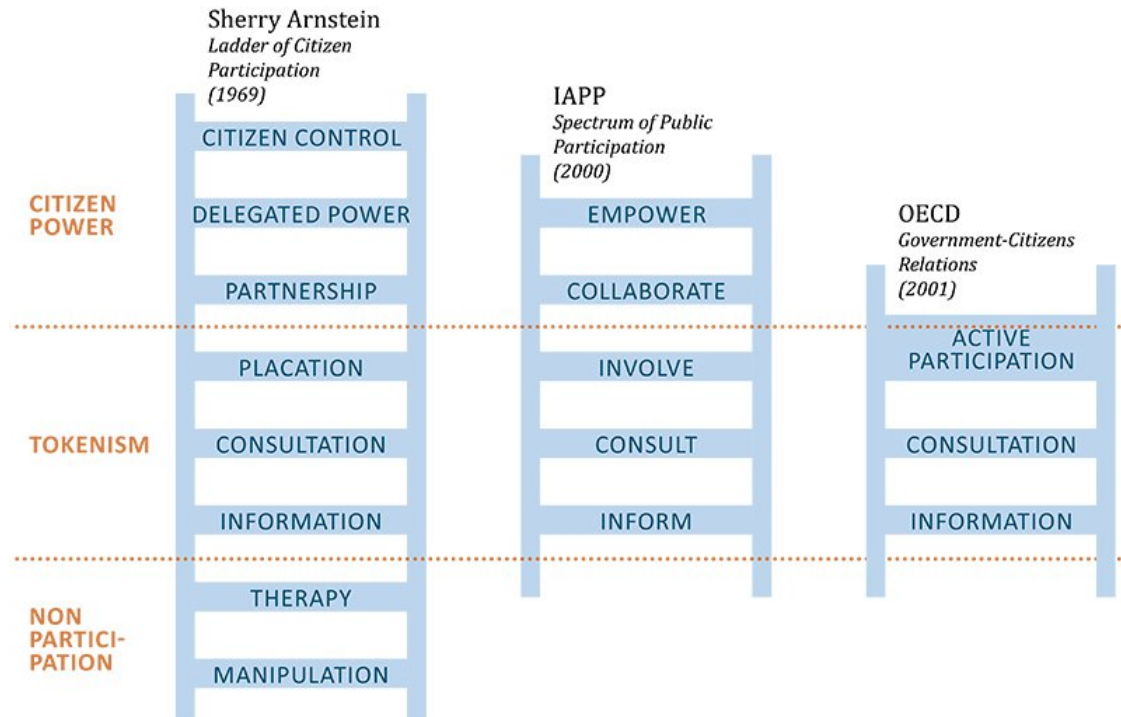 Sherry Arnstein
Ladder of Citizen
Participation
(1969)
CITIZEN CONTROL
DELEGATED POWER
PARTNERSHIP
PLACATION
CONSULTATION
INFORMATION
THERAPY
MANIPULATION
IAPP
Spectrum of Public
Participation
(2000)
EMPOWER
COLLABORATE
INVOLVE
CONSULT
INFORM
OECD
Government-Citizens
Relations
(2001)
ACTIVE
PARTICIPATION
CONSULTATION
INFORMATION
CITIZEN
POWER
TOKENISM
NON
PARTICI-
PATION